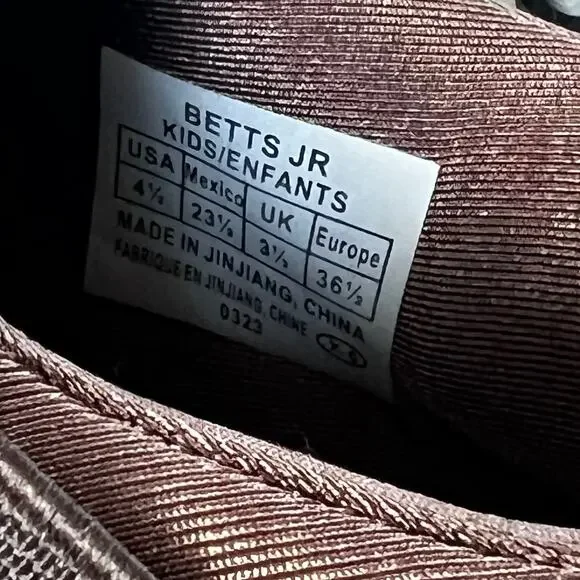 BETTS JR
KIDS/ENFANTS
USA Mexico UK Europe
4½ 23½ 3½ 36½
MADE IN JINJIANG, CHINA
FABRIQUE EN JINJIANG, CHINE
0323